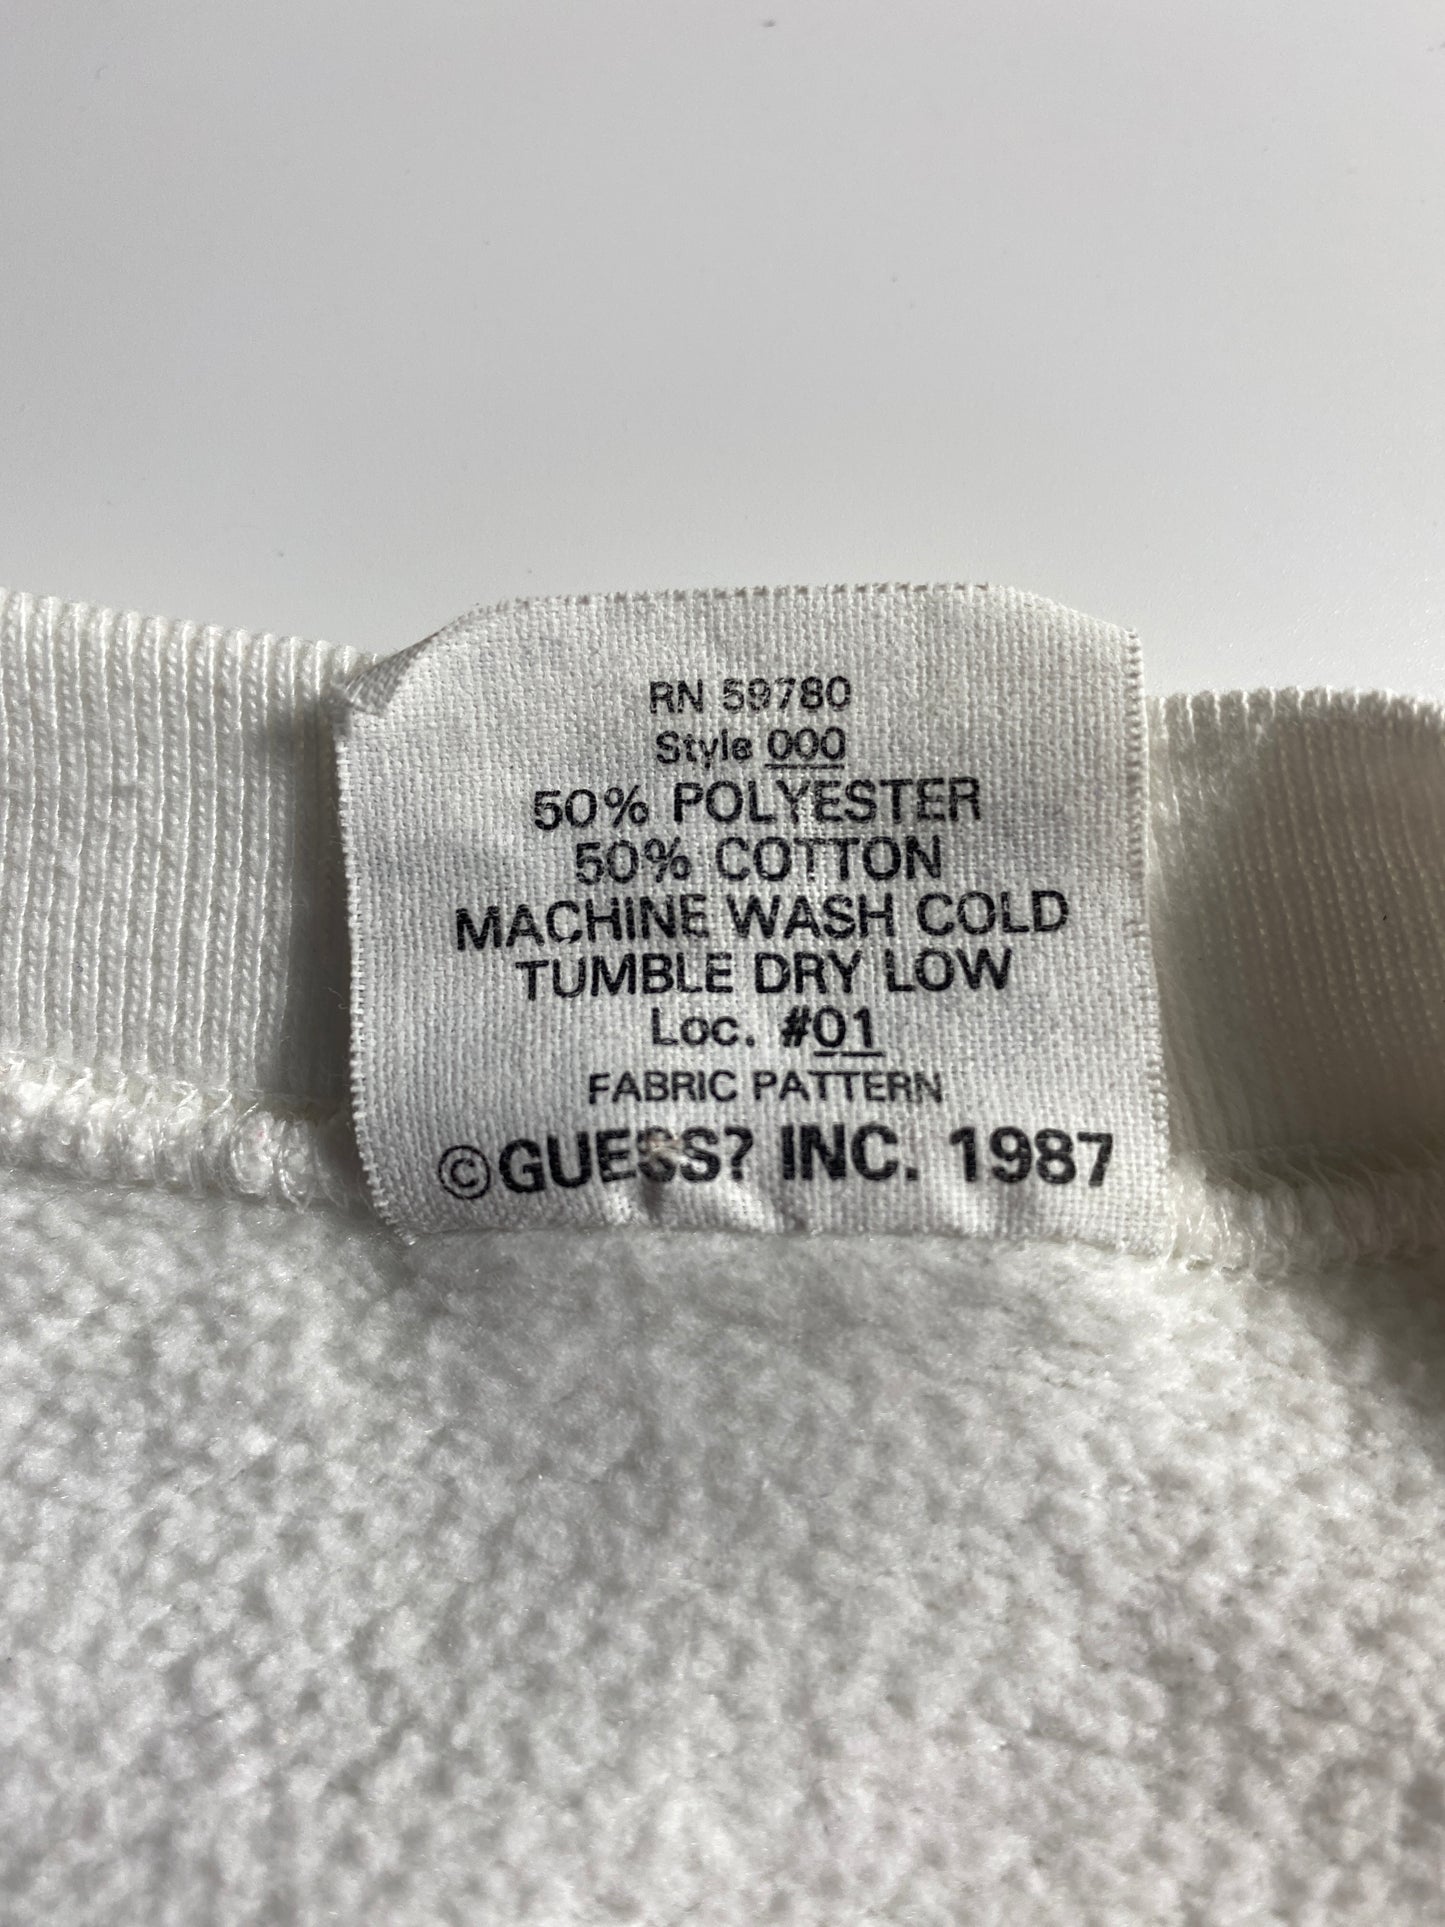 RN 59780
Style 000
50% POLYESTER
50% COTTON
MACHINE WASH COLD
TUMBLE DRY LOW
Loc. #01
FABRIC PATTERN
©GUESS? INC. 1987